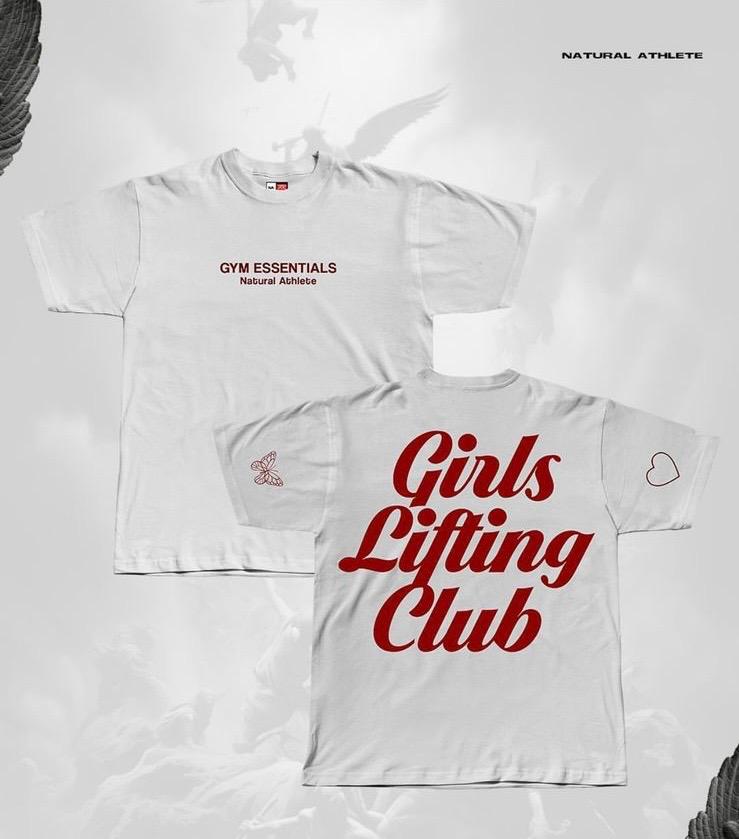 NATURAL ATHLETE
GYM ESSENTIALS
Natural Athlete
Girls
Lifting
Club